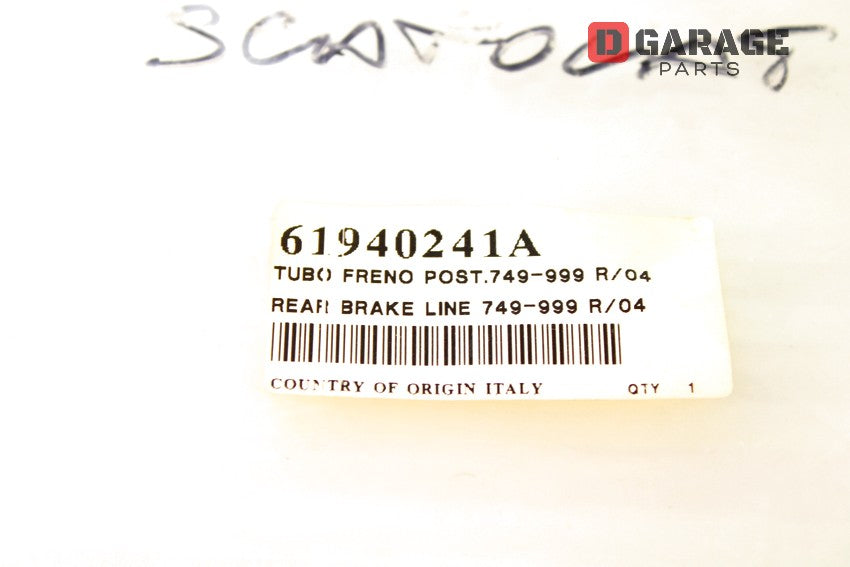 D GARAGE
PARTS
61940241A
TUBO FRENO POST.749-999 R/04
REAR BRAKE LINE 749-999 R/04
COUNTRY OF ORIGIN ITALY QTY 1